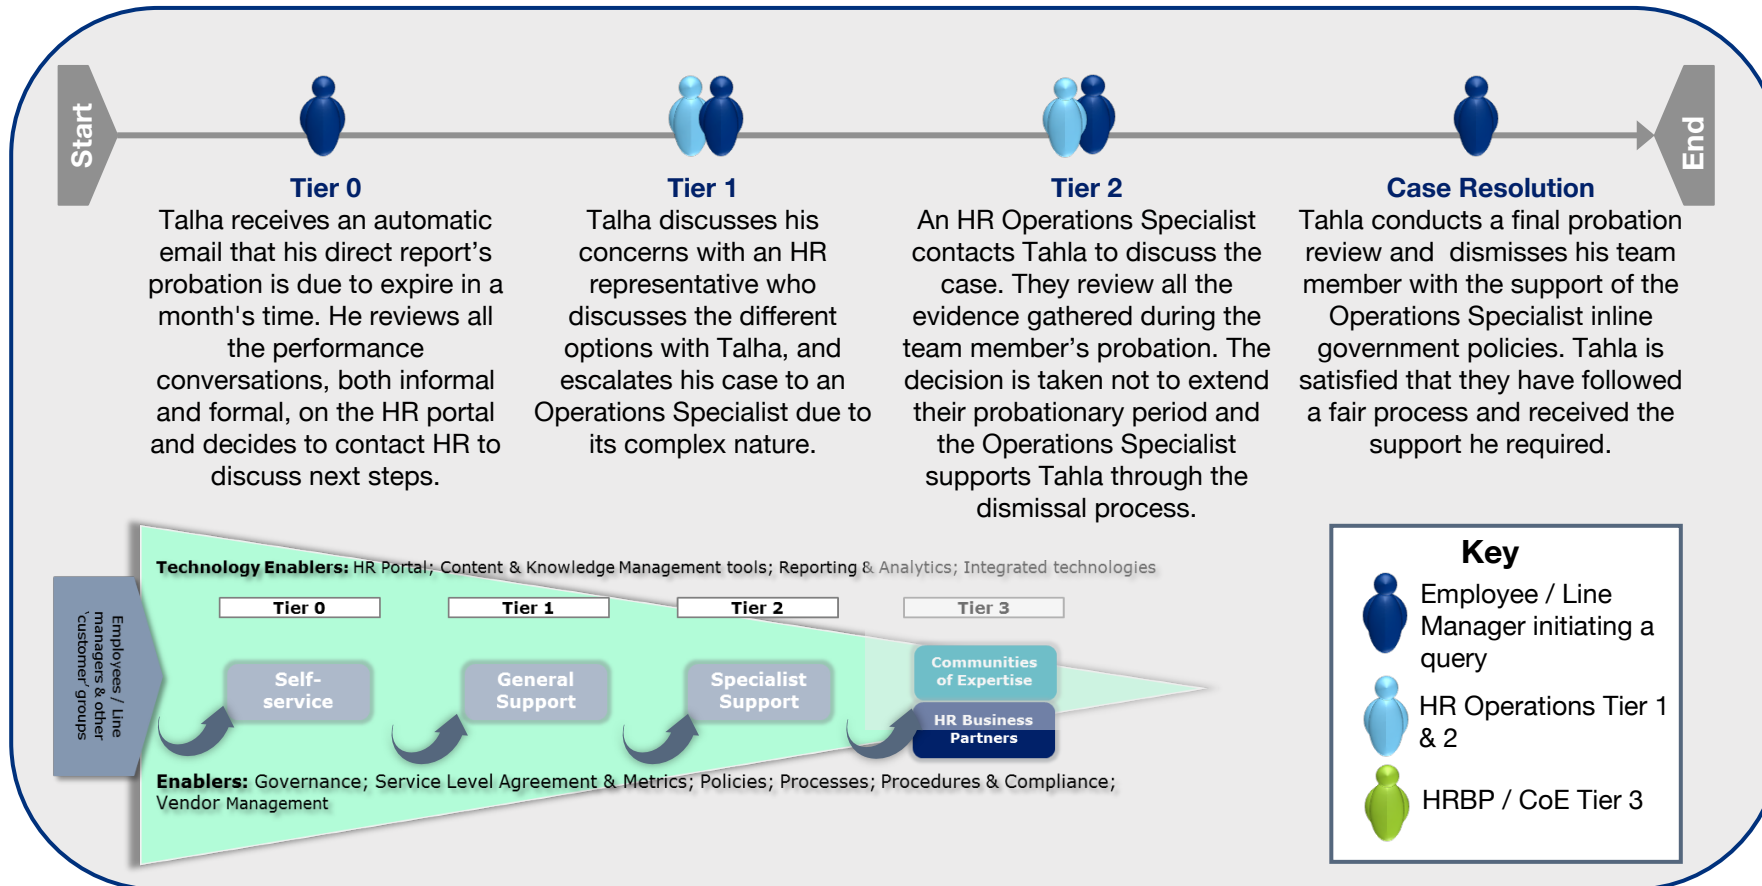 Start
End
Tier 0
Talha receives an automatic
email that his direct report’s
probation is due to expire in a
month's time. He reviews all
the performance
conversations, both informal
and formal, on the HR portal
and decides to contact HR to
discuss next steps.
Tier 1
Talha discusses his
concerns with an HR
representative who
discusses the different
options with Talha, and
escalates his case to an
Operations Specialist due to
its complex nature.
Tier 2
An HR Operations Specialist
contacts Tahla to discuss the
case. They review all the
evidence gathered during the
team member’s probation. The
decision is taken not to extend
their probationary period and
the Operations Specialist
supports Tahla through the
dismissal process.
Case Resolution
Tahla conducts a final probation
review and  dismisses his team
member with the support of the
Operations Specialist inline
government policies. Tahla is
satisfied that they have followed
a fair process and received the
support he required.
Employees / Line
managers & other
‘customer’ groups
Technology Enablers: HR Portal; Content & Knowledge Management tools; Reporting & Analytics; Integrated technologies
Tier 0
Tier 1
Tier 2
Tier 3
Self-
service
General
Support
Specialist
Support
Communities
of Expertise
HR Business
Partners
Enablers: Governance; Service Level Agreement & Metrics; Policies; Processes; Procedures & Compliance;
Vendor Management
Key
Employee / Line
Manager initiating a
query
HR Operations Tier 1
& 2
HRBP / CoE Tier 3